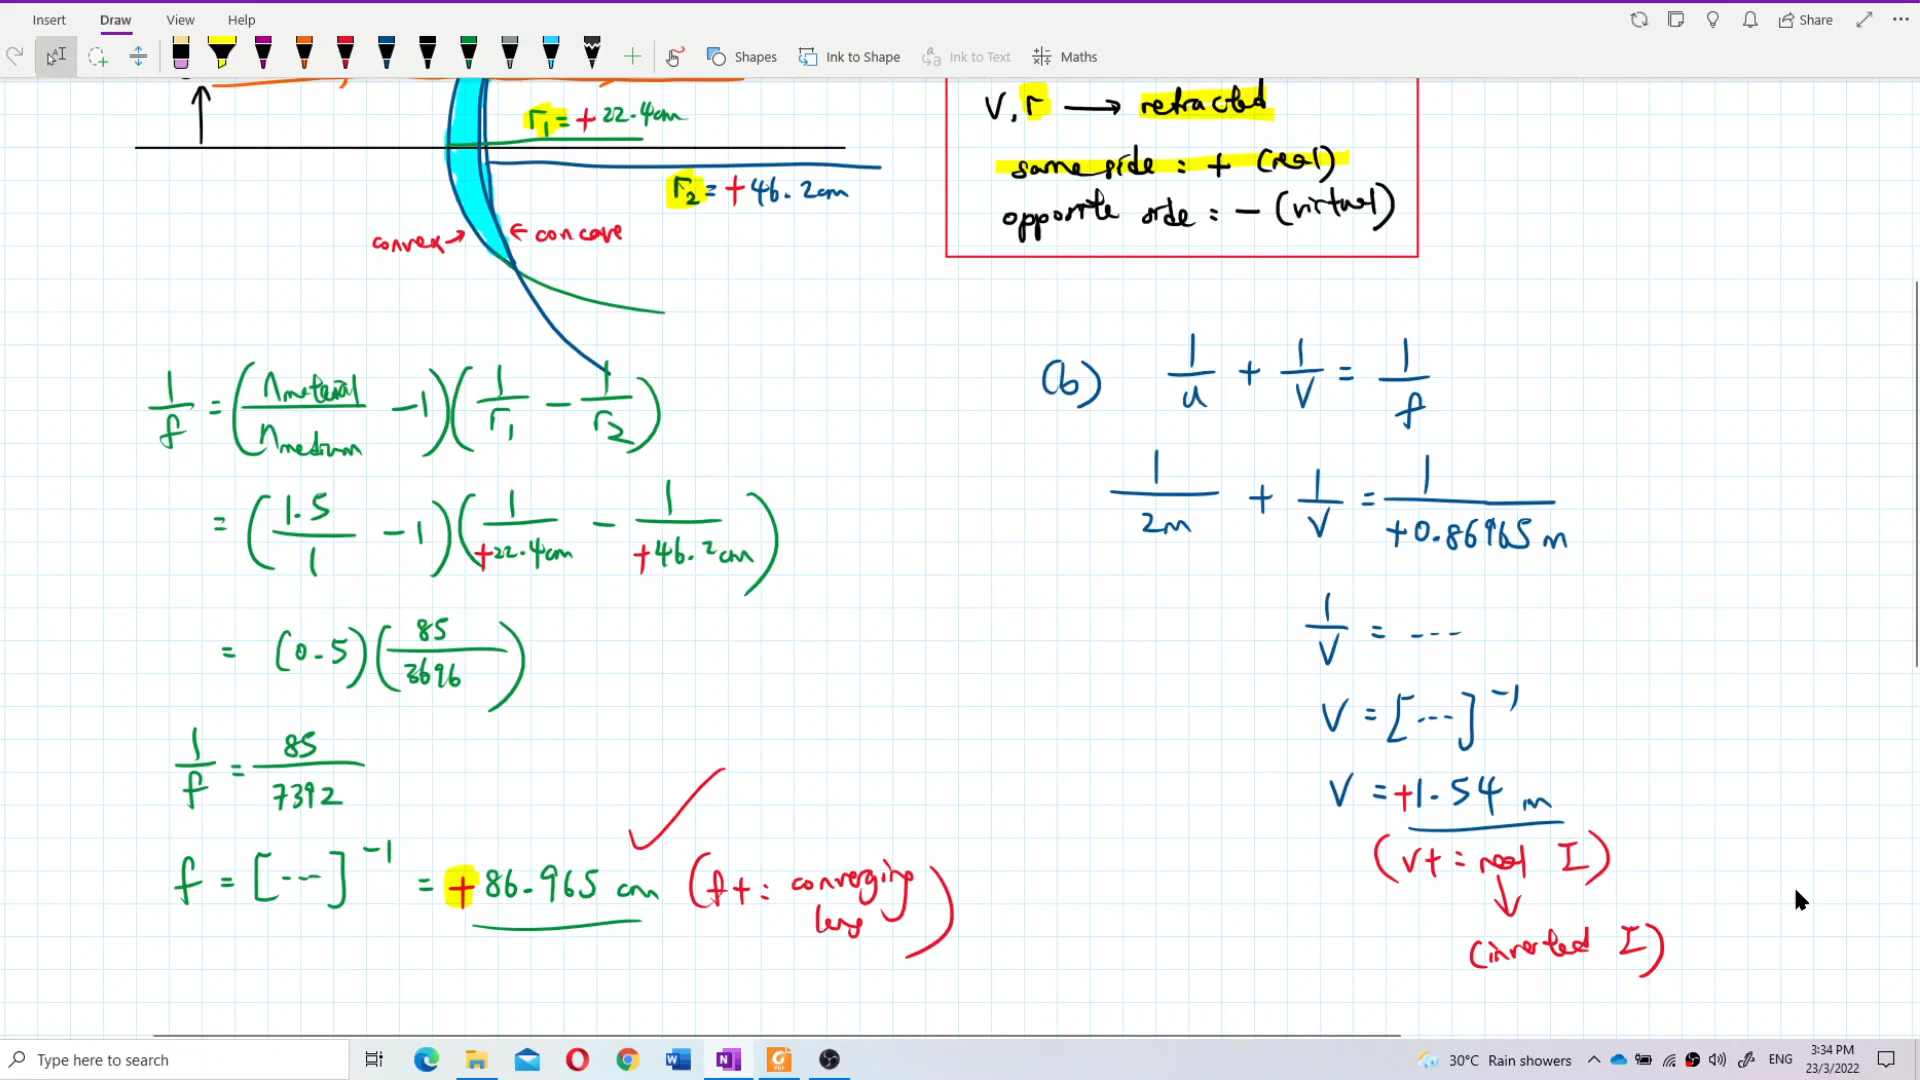 Insert Draw View Help
Share
Shapes Ink to Shape Ink to Text Maths
r₁ = + 22.4cm
r₂ = + 46.2cm
convex → ← concave
V, r → refracted
same side : + (real)
opposite side : − (virtual)
1/f = (n material / n medium − 1)(1/r₁ − 1/r₂)
= (1.5/1 − 1)(1/+22.4cm − 1/+46.2cm)
= (0.5)(85/3696)
1/f = 85/7392
f = [---]⁻¹ = + 86.965 cm (f+ : converging lens)
(b) 1/u + 1/V = 1/f
1/2m + 1/V = 1/+0.86965 m
1/V = ---
V = [---]⁻¹
V = +1.54 m
(V+ = real I)
↓
(inverted I)
Type here to search
30°C Rain showers
ENG
3:34 PM
23/3/2022